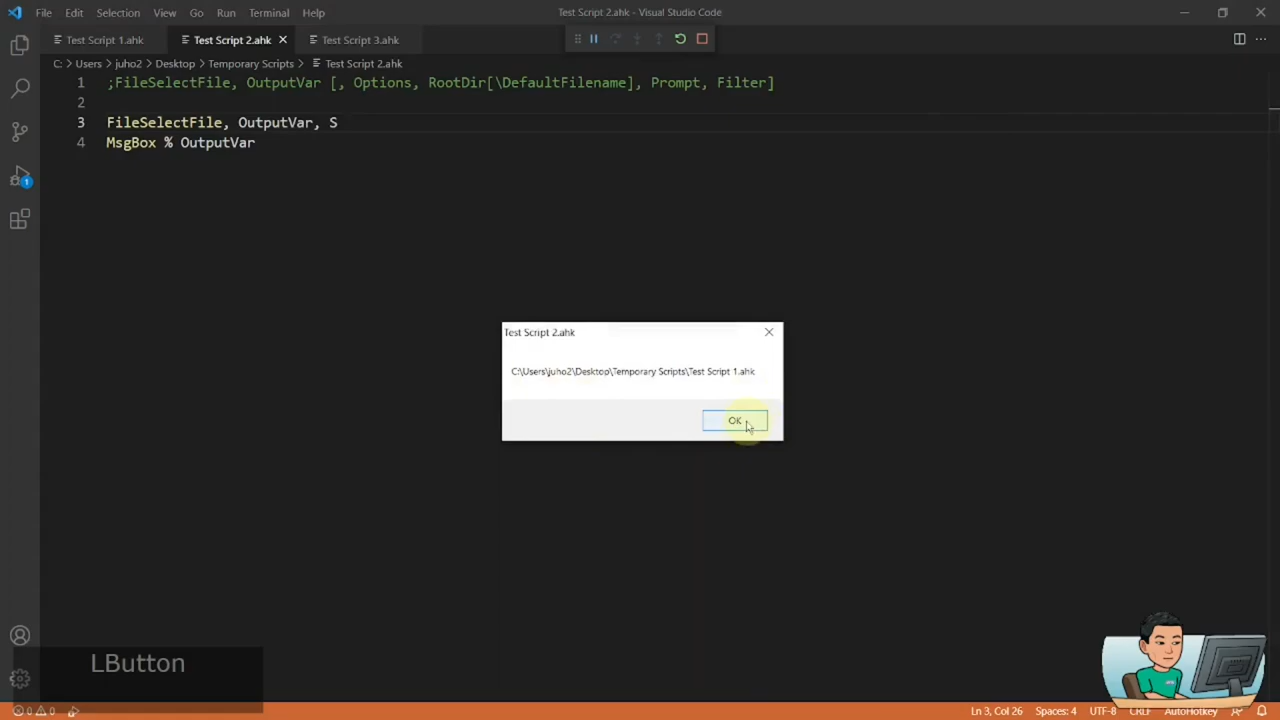 File Edit Selection View Go Run Terminal Help
Test Script 2.ahk - Visual Studio Code
Test Script 1.ahk
Test Script 2.ahk
Test Script 3.ahk
C: > Users > juho2 > Desktop > Temporary Scripts > Test Script 2.ahk
1 ;FileSelectFile, OutputVar [, Options, RootDir[\DefaultFilename], Prompt, Filter]
2
3 FileSelectFile, OutputVar, S
4 MsgBox % OutputVar
1
Test Script 2.ahk
C:\Users\juho2\Desktop\Temporary Scripts\Test Script 1.ahk
OK
LButton
0 0
Ln 3, Col 26 Spaces: 4 UTF-8 CRLF AutoHotkey